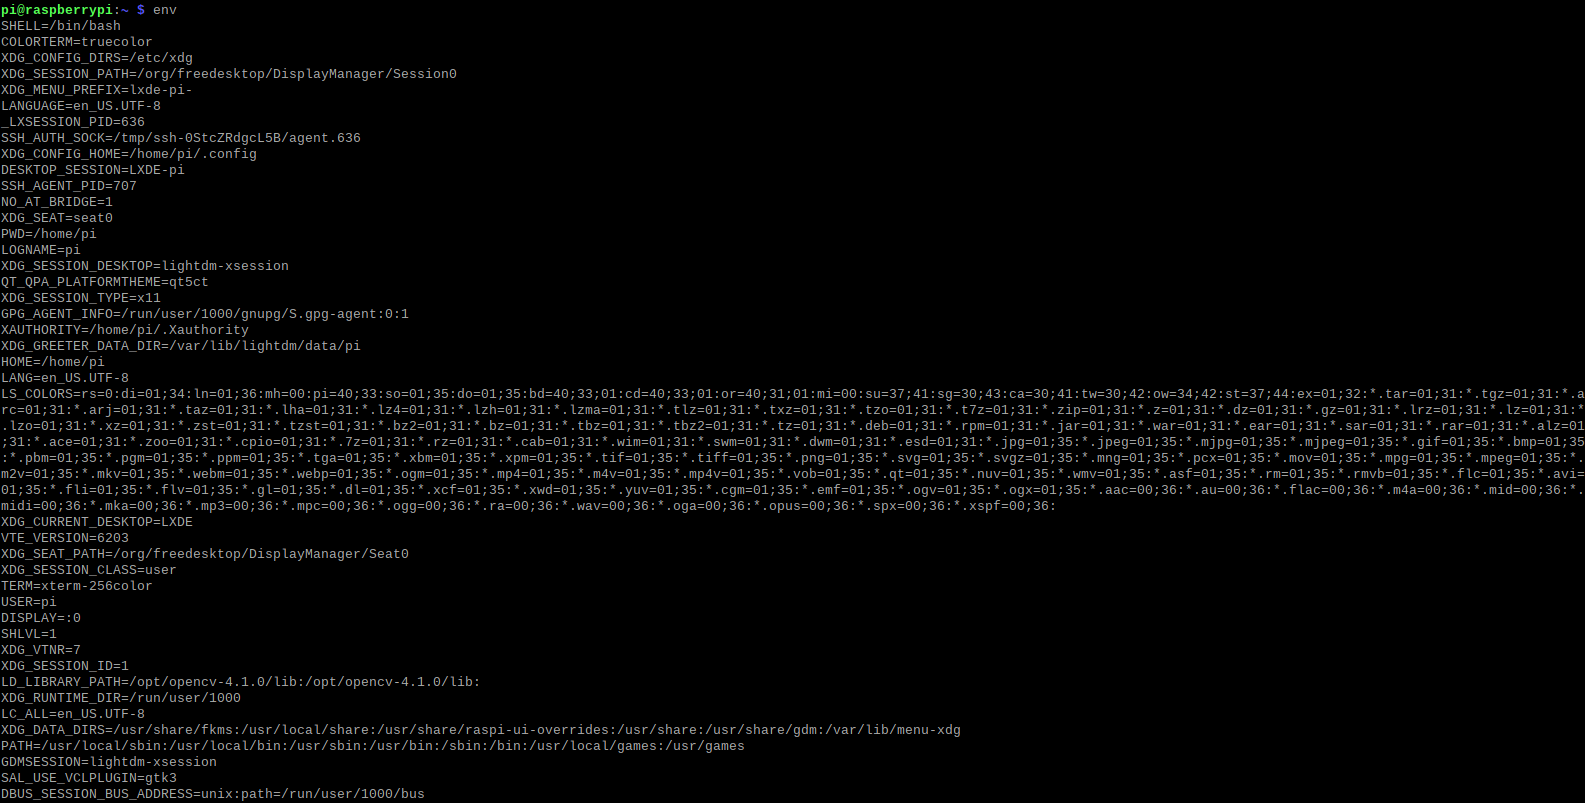 pi@raspberrypi:~ $ env
SHELL=/bin/bash
COLORTERM=truecolor
XDG_CONFIG_DIRS=/etc/xdg
XDG_SESSION_PATH=/org/freedesktop/DisplayManager/Session0
XDG_MENU_PREFIX=lxde-pi-
LANGUAGE=en_US.UTF-8
_LXSESSION_PID=636
SSH_AUTH_SOCK=/tmp/ssh-0StcZRdgcL5B/agent.636
XDG_CONFIG_HOME=/home/pi/.config
DESKTOP_SESSION=LXDE-pi
SSH_AGENT_PID=707
NO_AT_BRIDGE=1
XDG_SEAT=seat0
PWD=/home/pi
LOGNAME=pi
XDG_SESSION_DESKTOP=lightdm-xsession
QT_QPA_PLATFORMTHEME=qt5ct
XDG_SESSION_TYPE=x11
GPG_AGENT_INFO=/run/user/1000/gnupg/S.gpg-agent:0:1
XAUTHORITY=/home/pi/.Xauthority
XDG_GREETER_DATA_DIR=/var/lib/lightdm/data/pi
HOME=/home/pi
LANG=en_US.UTF-8
LS_COLORS=rs=0:di=01;34:ln=01;36:mh=00:pi=40;33:so=01;35:do=01;35:bd=40;33;01:cd=40;33;01:or=40;31;01:mi=00:su=37;41:sg=30;43:ca=30;41:tw=30;42:ow=34;42:st=37;44:ex=01;32:*.tar=01;31:*.tgz=01;31:*.a
rc=01;31:*.arj=01;31:*.taz=01;31:*.lha=01;31:*.lz4=01;31:*.lzh=01;31:*.lzma=01;31:*.tlz=01;31:*.txz=01;31:*.tzo=01;31:*.t7z=01;31:*.zip=01;31:*.z=01;31:*.dz=01;31:*.gz=01;31:*.lrz=01;31:*.lz=01;31:*
.lzo=01;31:*.xz=01;31:*.zst=01;31:*.tzst=01;31:*.bz2=01;31:*.bz=01;31:*.tbz=01;31:*.tbz2=01;31:*.tz=01;31:*.deb=01;31:*.rpm=01;31:*.jar=01;31:*.war=01;31:*.ear=01;31:*.sar=01;31:*.rar=01;31:*.alz=01
;31:*.ace=01;31:*.zoo=01;31:*.cpio=01;31:*.7z=01;31:*.rz=01;31:*.cab=01;31:*.wim=01;31:*.swm=01;31:*.dwm=01;31:*.esd=01;31:*.jpg=01;35:*.jpeg=01;35:*.mjpg=01;35:*.mjpeg=01;35:*.gif=01;35:*.bmp=01;35
:*.pbm=01;35:*.pgm=01;35:*.ppm=01;35:*.tga=01;35:*.xbm=01;35:*.xpm=01;35:*.tif=01;35:*.tiff=01;35:*.png=01;35:*.svg=01;35:*.svgz=01;35:*.mng=01;35:*.pcx=01;35:*.mov=01;35:*.mpg=01;35:*.mpeg=01;35:*.
m2v=01;35:*.mkv=01;35:*.webm=01;35:*.webp=01;35:*.ogm=01;35:*.mp4=01;35:*.m4v=01;35:*.mp4v=01;35:*.vob=01;35:*.qt=01;35:*.nuv=01;35:*.wmv=01;35:*.asf=01;35:*.rm=01;35:*.rmvb=01;35:*.flc=01;35:*.avi=
01;35:*.fli=01;35:*.flv=01;35:*.gl=01;35:*.dl=01;35:*.xcf=01;35:*.xwd=01;35:*.yuv=01;35:*.cgm=01;35:*.emf=01;35:*.ogv=01;35:*.ogx=01;35:*.aac=00;36:*.au=00;36:*.flac=00;36:*.m4a=00;36:*.mid=00;36:*.
midi=00;36:*.mka=00;36:*.mp3=00;36:*.mpc=00;36:*.ogg=00;36:*.ra=00;36:*.wav=00;36:*.oga=00;36:*.opus=00;36:*.spx=00;36:*.xspf=00;36:
XDG_CURRENT_DESKTOP=LXDE
VTE_VERSION=6203
XDG_SEAT_PATH=/org/freedesktop/DisplayManager/Seat0
XDG_SESSION_CLASS=user
TERM=xterm-256color
USER=pi
DISPLAY=:0
SHLVL=1
XDG_VTNR=7
XDG_SESSION_ID=1
LD_LIBRARY_PATH=/opt/opencv-4.1.0/lib:/opt/opencv-4.1.0/lib:
XDG_RUNTIME_DIR=/run/user/1000
LC_ALL=en_US.UTF-8
XDG_DATA_DIRS=/usr/share/fkms:/usr/local/share:/usr/share/raspi-ui-overrides:/usr/share:/usr/share/gdm:/var/lib/menu-xdg
PATH=/usr/local/sbin:/usr/local/bin:/usr/sbin:/usr/bin:/sbin:/bin:/usr/local/games:/usr/games
GDMSESSION=lightdm-xsession
SAL_USE_VCLPLUGIN=gtk3
DBUS_SESSION_BUS_ADDRESS=unix:path=/run/user/1000/bus